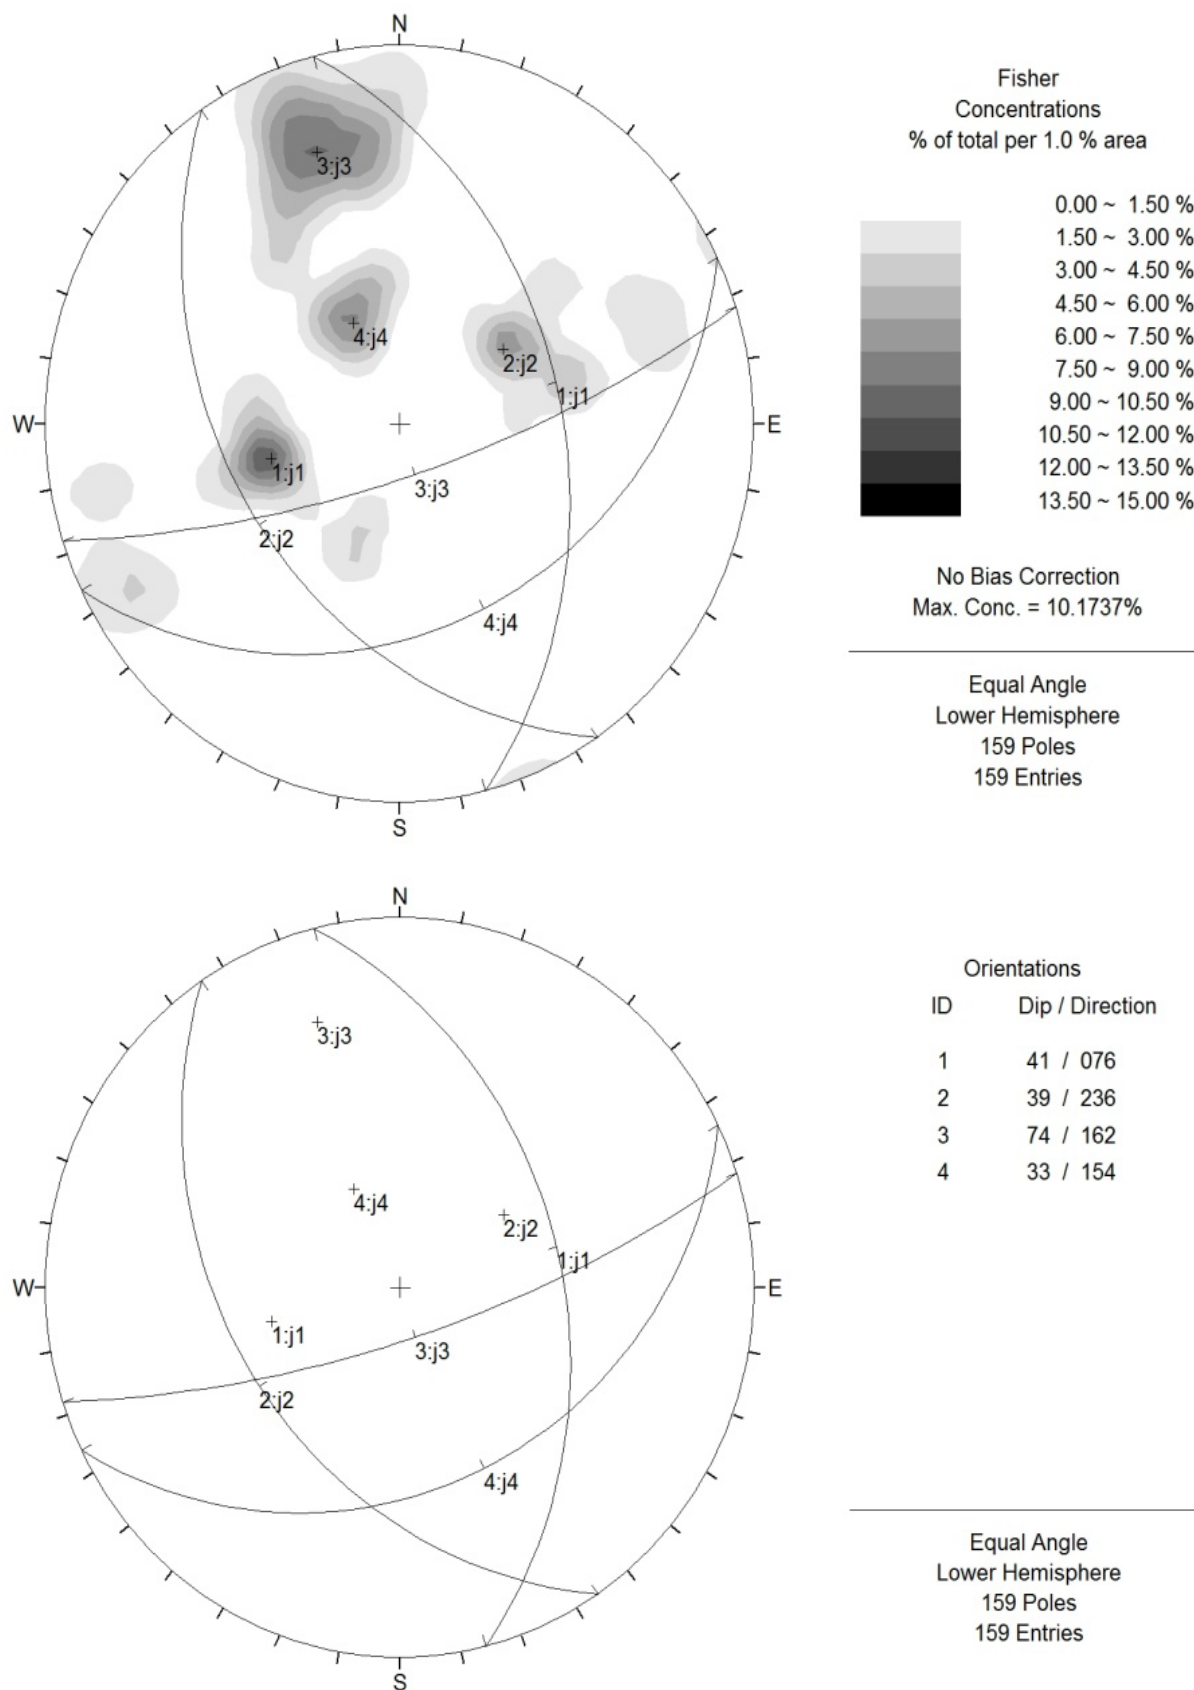 N
W
E
S
3:j3
4:j4
2:j2
1:j1
1:j1
3:j3
2:j2
4:j4
Fisher
Concentrations
% of total per 1.0 % area
0.00 ~ 1.50 %
1.50 ~ 3.00 %
3.00 ~ 4.50 %
4.50 ~ 6.00 %
6.00 ~ 7.50 %
7.50 ~ 9.00 %
9.00 ~ 10.50 %
10.50 ~ 12.00 %
12.00 ~ 13.50 %
13.50 ~ 15.00 %
No Bias Correction
Max. Conc. = 10.1737%
Equal Angle
Lower Hemisphere
159 Poles
159 Entries
N
W
E
S
3:j3
4:j4
2:j2
1:j1
1:j1
3:j3
2:j2
4:j4
Orientations
ID Dip / Direction
1 41 / 076
2 39 / 236
3 74 / 162
4 33 / 154
Equal Angle
Lower Hemisphere
159 Poles
159 Entries